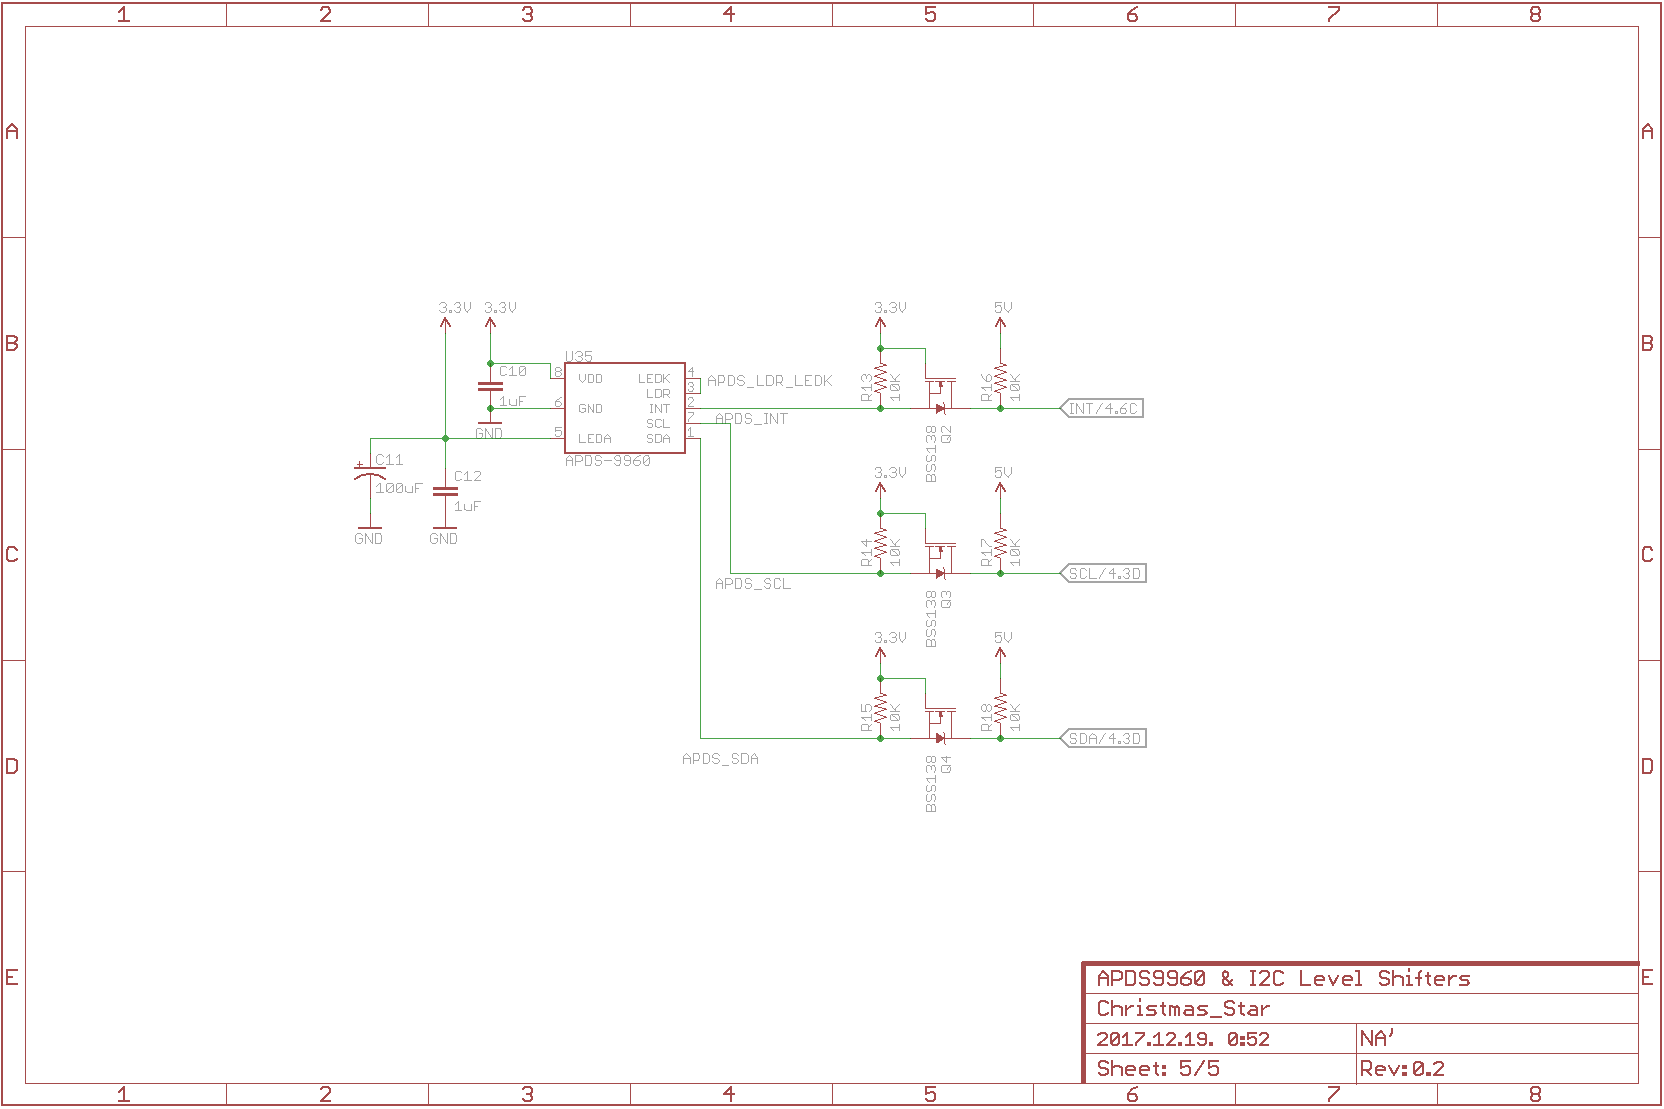 1 2 3 4 5 6 7 8
A A
B B
C C
D D
E E
3.3V 3.3V 3.3V 5V
U35
C10
1uF
GND
8 VDD LEDK 4
LDR 3
6 GND INT 2
SCL 7
5 LEDA SDA 1
APDS-9960
APDS_LDR_LEDK
APDS_INT
R13 10K
R16 10K
INT/4.6C
BSS138 Q2
+ C11
100uF
GND
C12
1uF
GND
3.3V 5V
R14 10K
R17 10K
SCL/4.3D
APDS_SCL
BSS138 Q3
3.3V 5V
R15 10K
R18 10K
SDA/4.3D
APDS_SDA
BSS138 Q4
APDS9960 & I2C Level Shifters
Christmas_Star
2017.12.19. 0:52 NA'
Sheet: 5/5 Rev:0.2
1 2 3 4 5 6 7 8